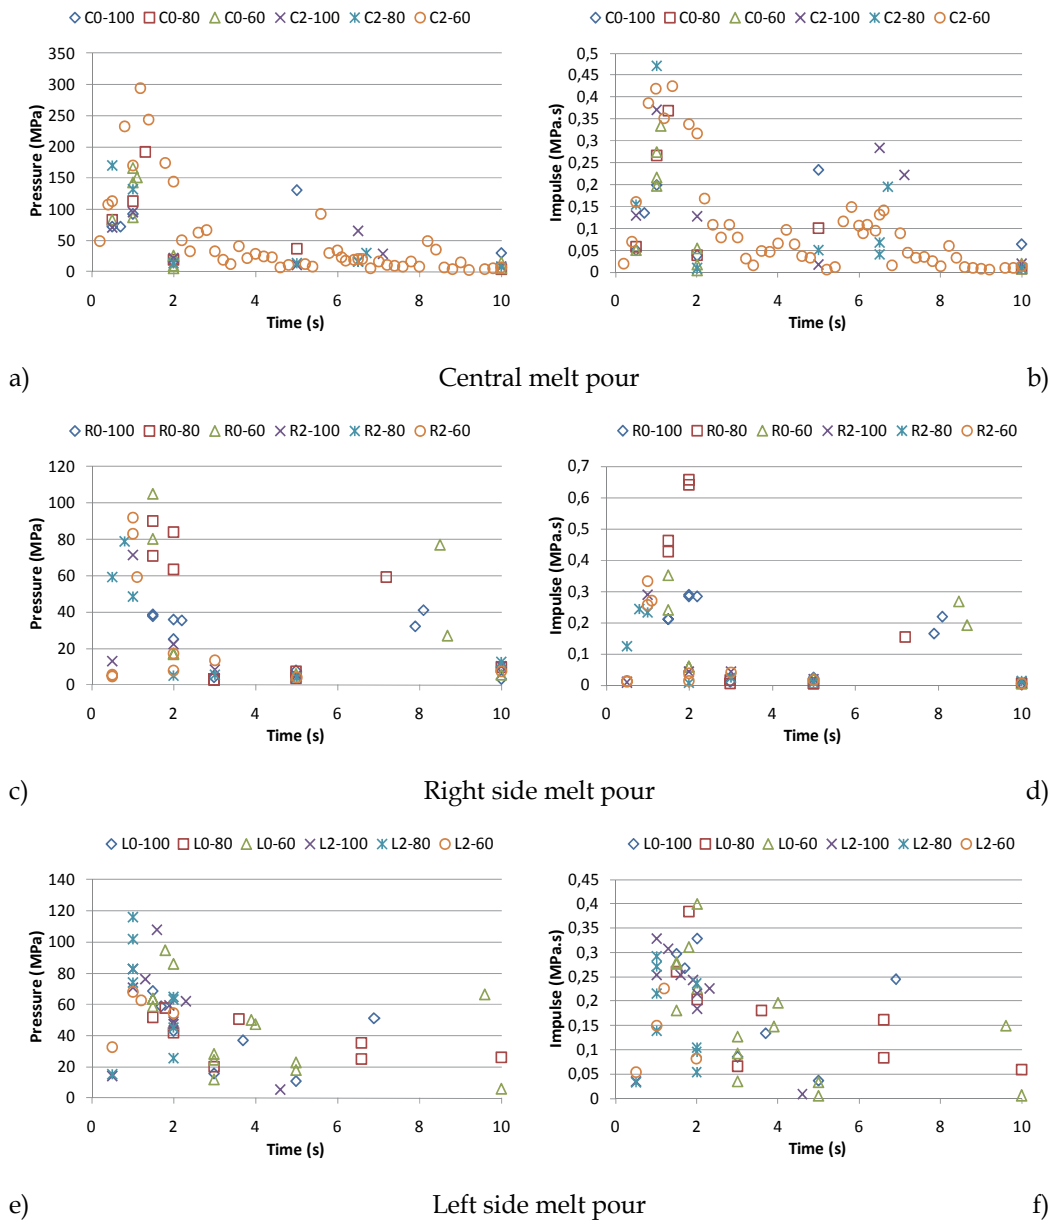 C0-100 C0-80 C0-60 C2-100 C2-80 C2-60
350
300
250
200
150
100
50
0
Pressure (MPa)
0 2 4 6 8 10
Time (s)
C0-100 C0-80 C0-60 C2-100 C2-80 C2-60
0,5
0,45
0,4
0,35
0,3
0,25
0,2
0,15
0,1
0,05
0
Impulse (MPa.s)
0 2 4 6 8 10
Time (s)
a) Central melt pour b)
R0-100 R0-80 R0-60 R2-100 R2-80 R2-60
120
100
80
60
40
20
0
Pressure (MPa)
0 2 4 6 8 10
Time (s)
R0-100 R0-80 R0-60 R2-100 R2-80 R2-60
0,7
0,6
0,5
0,4
0,3
0,2
0,1
0
Impulse (MPa.s)
0 2 4 6 8 10
Time (s)
c) Right side melt pour d)
L0-100 L0-80 L0-60 L2-100 L2-80 L2-60
140
120
100
80
60
40
20
0
Pressure (MPa)
0 2 4 6 8 10
Time (s)
L0-100 L0-80 L0-60 L2-100 L2-80 L2-60
0,45
0,4
0,35
0,3
0,25
0,2
0,15
0,1
0,05
0
Impulse (MPa.s)
0 2 4 6 8 10
Time (s)
e) Left side melt pour f)